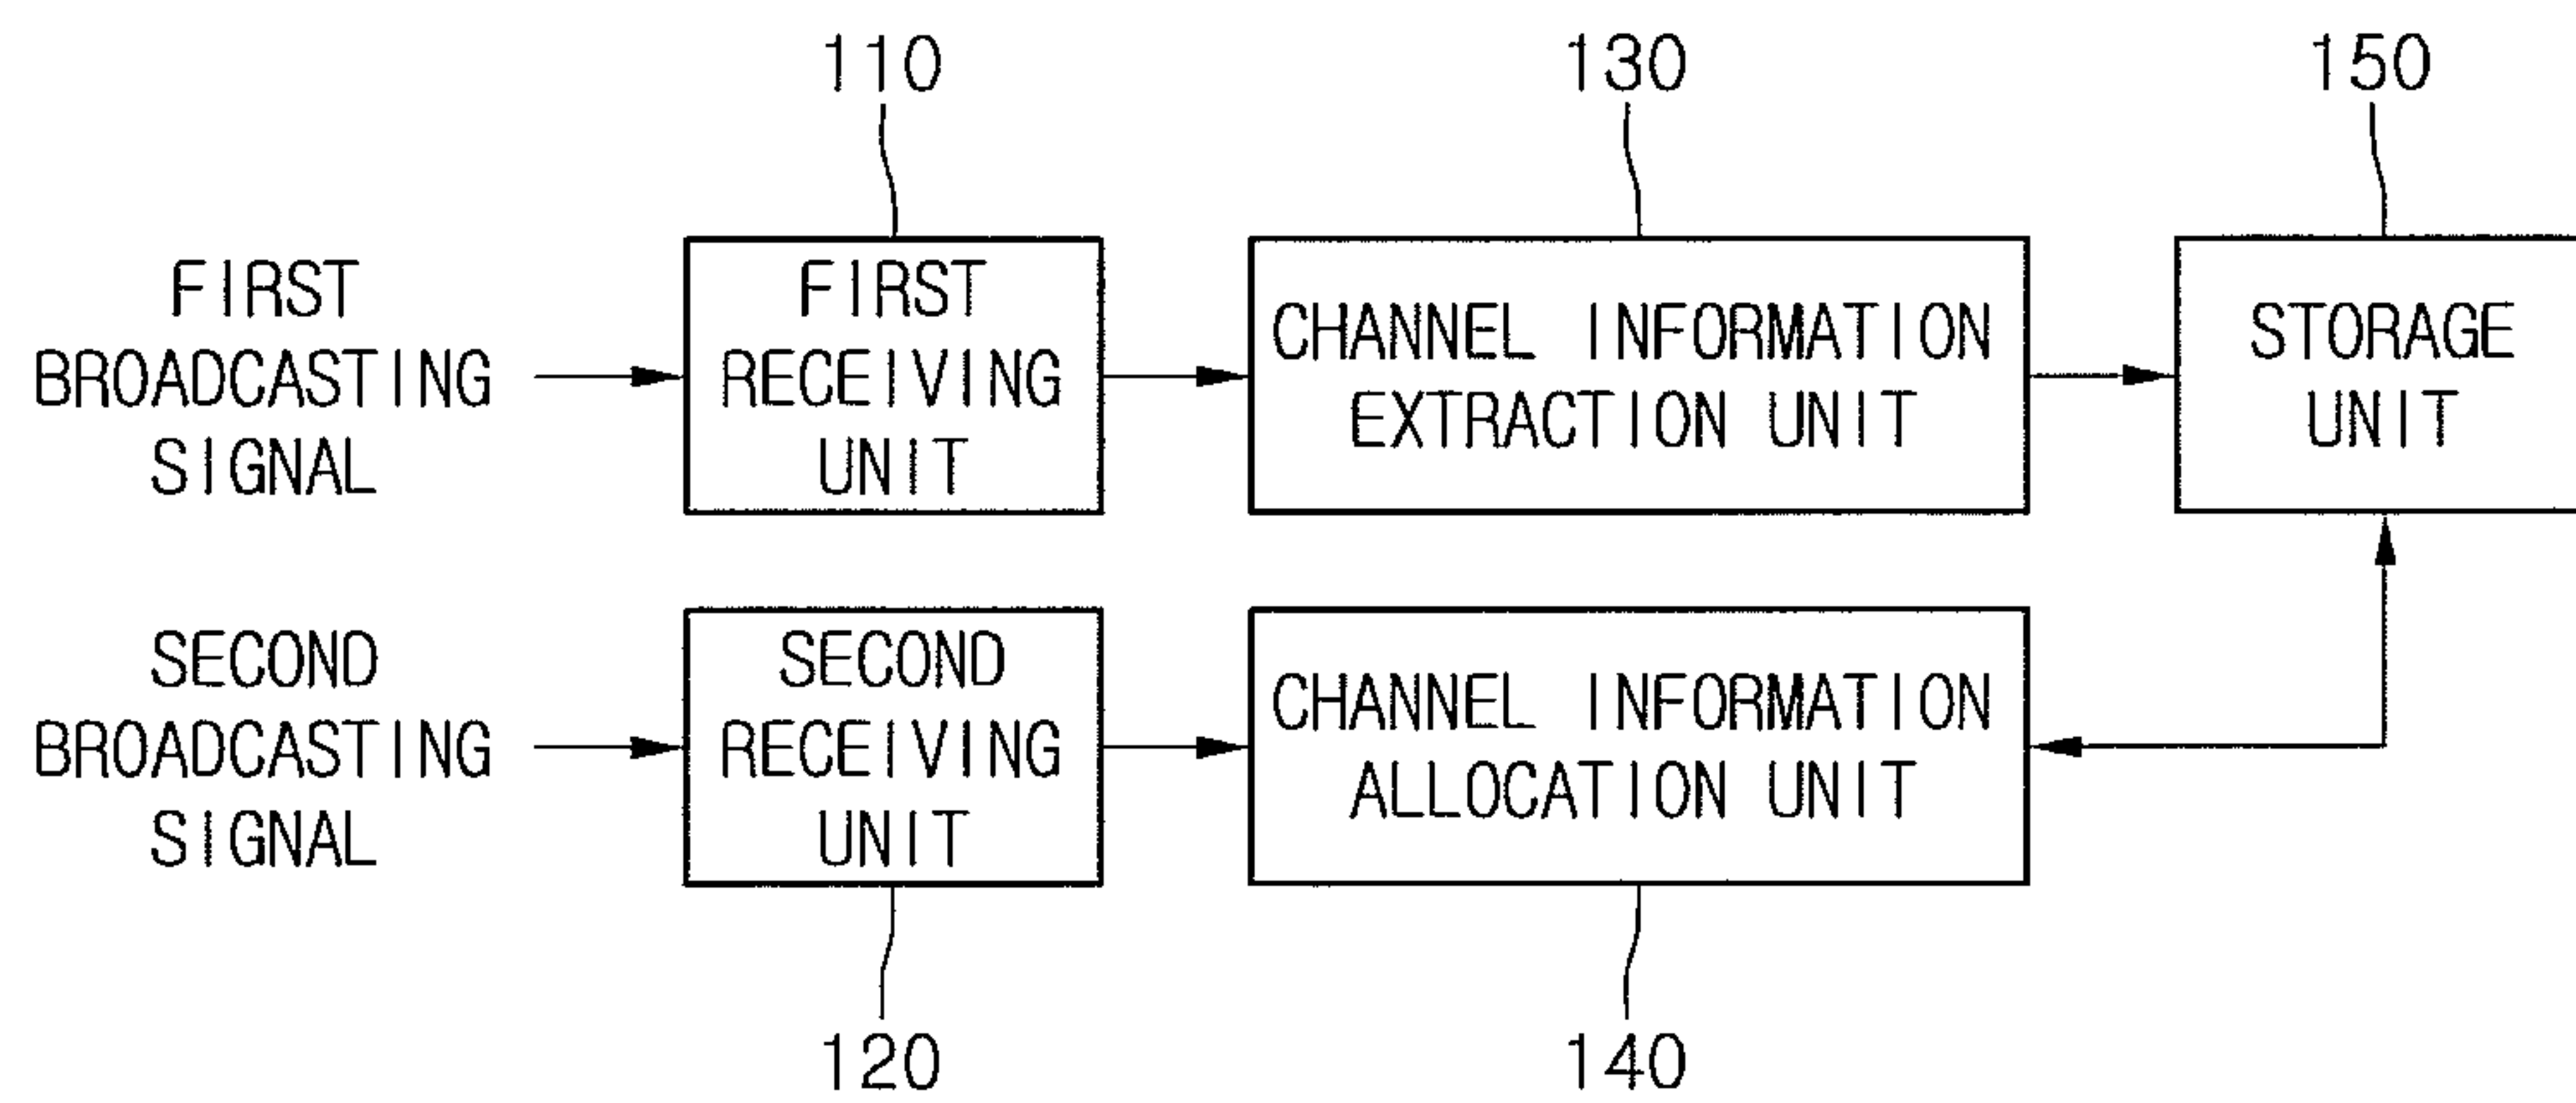 110
130
150
FIRST
BROADCASTING
SIGNAL
FIRST
RECEIVING
UNIT
CHANNEL INFORMATION
EXTRACTION UNIT
STORAGE
UNIT
SECOND
BROADCASTING
SIGNAL
SECOND
RECEIVING
UNIT
CHANNEL INFORMATION
ALLOCATION UNIT
120
140